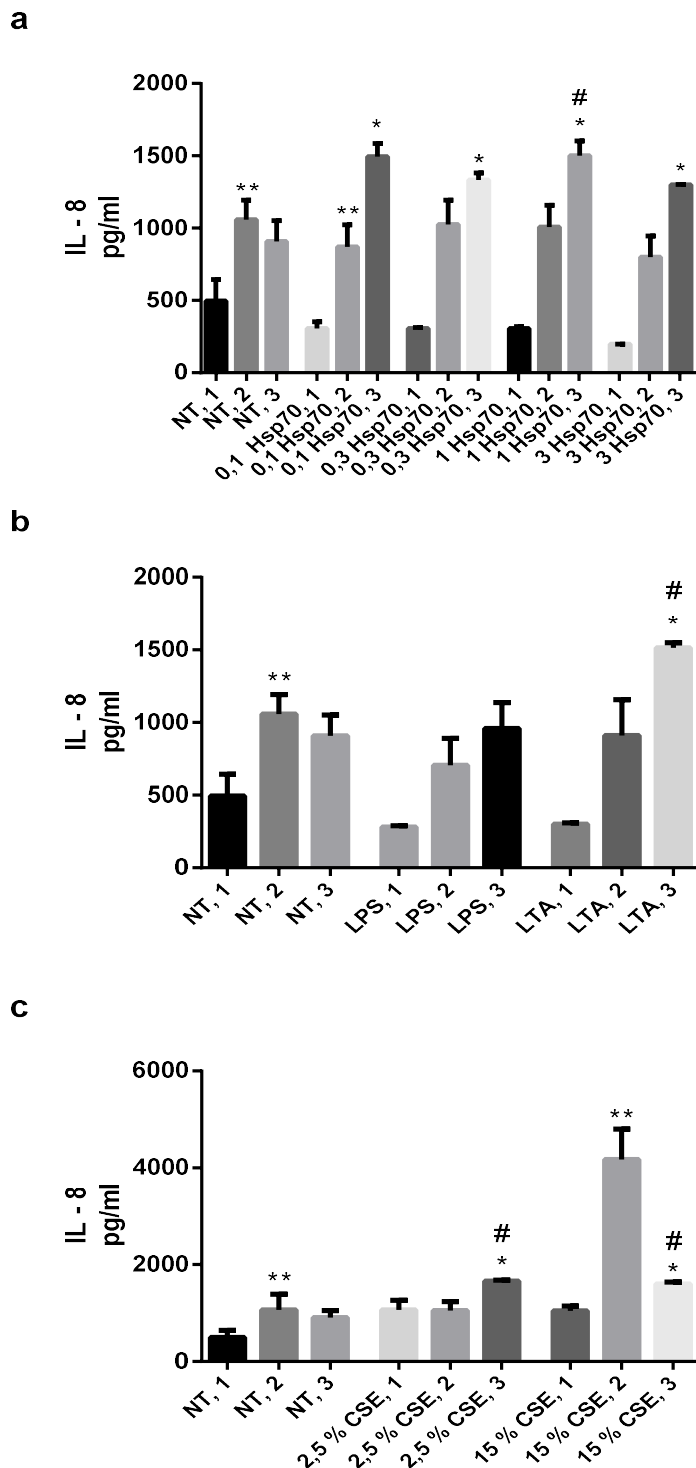 a
2000
1500
1000
500
0
IL - 8
pg/ml
**
**
*
*
#
*
*
NT, 1
NT, 2
NT, 3
0,1 Hsp70, 1
0,1 Hsp70, 2
0,1 Hsp70, 3
0,3 Hsp70, 1
0,3 Hsp70, 2
0,3 Hsp70, 3
1 Hsp70, 1
1 Hsp70, 2
1 Hsp70, 3
3 Hsp70, 1
3 Hsp70, 2
3 Hsp70, 3
b
2000
1500
1000
500
0
IL - 8
pg/ml
**
#
*
NT, 1
NT, 2
NT, 3
LPS, 1
LPS, 2
LPS, 3
LTA, 1
LTA, 2
LTA, 3
c
6000
4000
2000
0
IL - 8
pg/ml
**
#
*
**
#
*
NT, 1
NT, 2
NT, 3
2,5 % CSE, 1
2,5 % CSE, 2
2,5 % CSE, 3
15 % CSE, 1
15 % CSE, 2
15 % CSE, 3